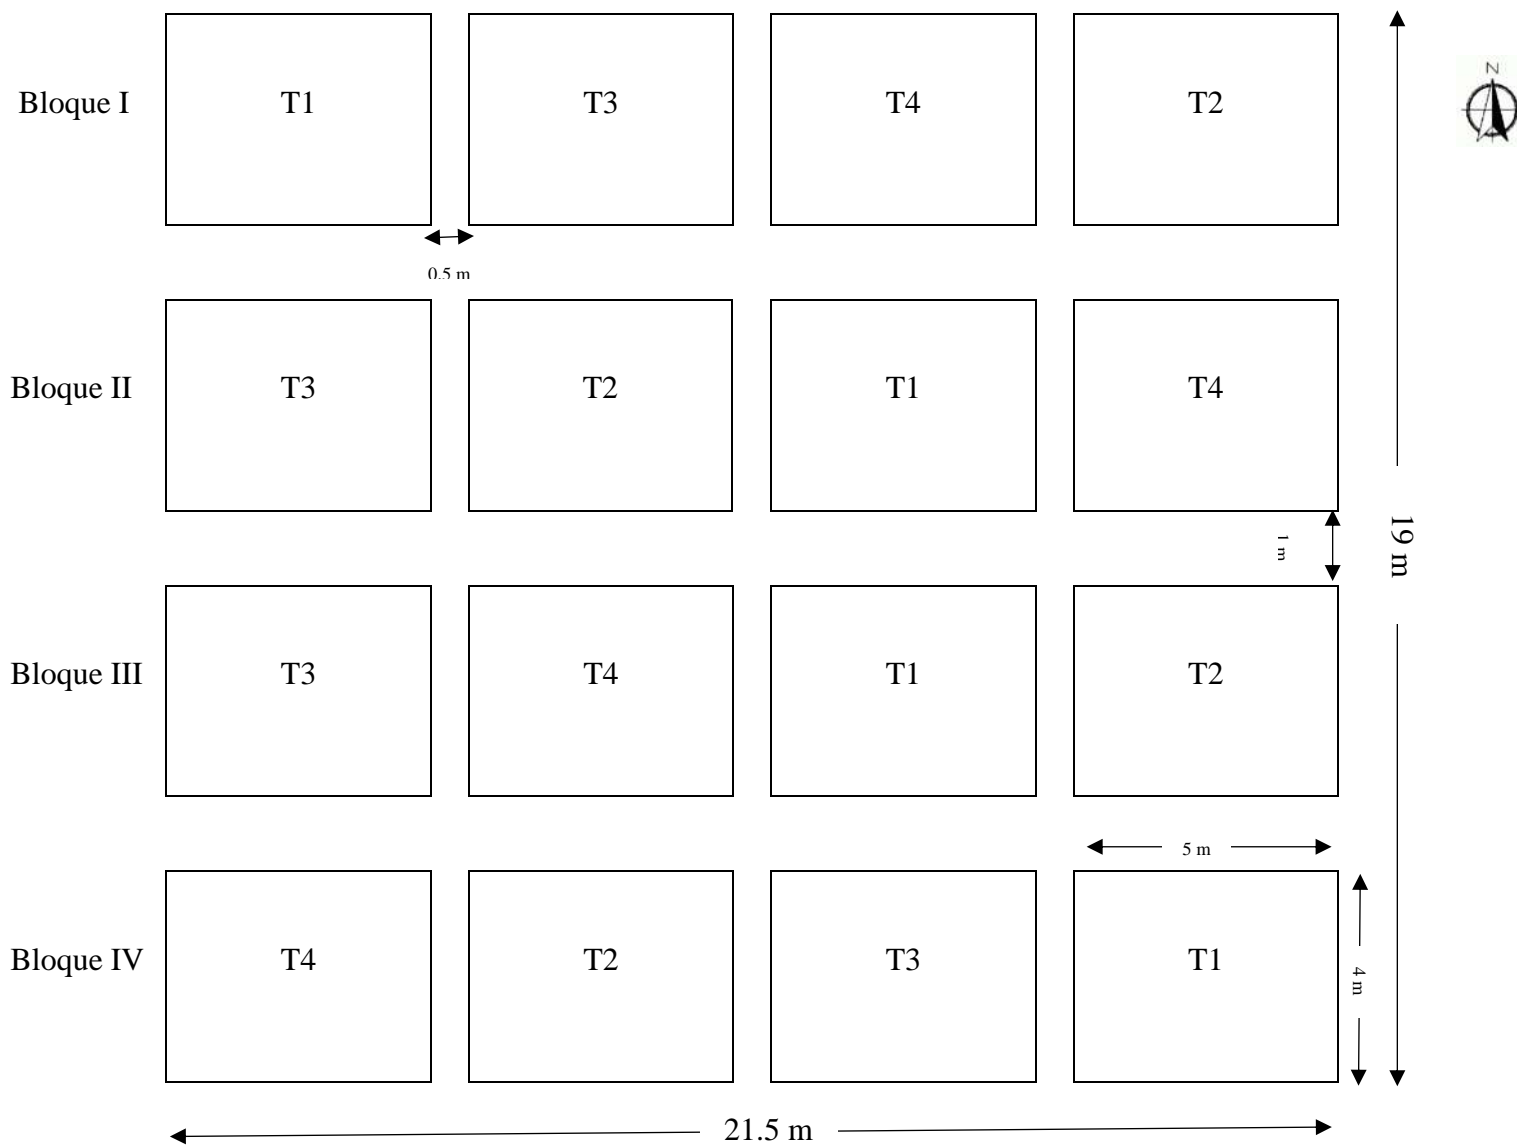 N
Bloque I T1 T3 T4 T2
0.5 m
Bloque II T3 T2 T1 T4
1 m
19 m
Bloque III T3 T4 T1 T2
5 m
Bloque IV T4 T2 T3 T1
4 m
21.5 m